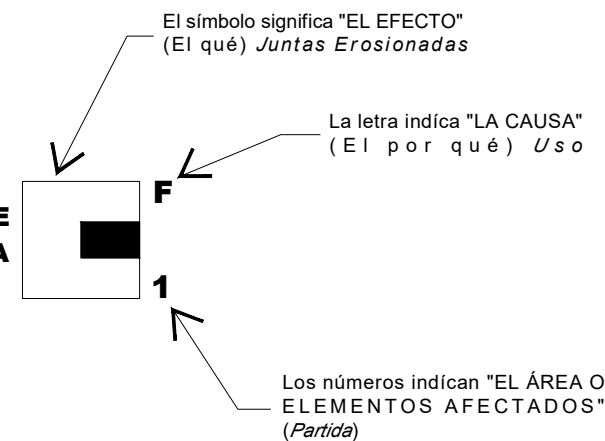 El símbolo significa "EL EFECTO"
(El qué) Juntas Erosionadas
La letra indíca "LA CAUSA"
(El por qué) Uso
F
E
A
1
Los números indícan "EL ÁREA O
ELEMENTOS AFECTADOS"
(Partida)